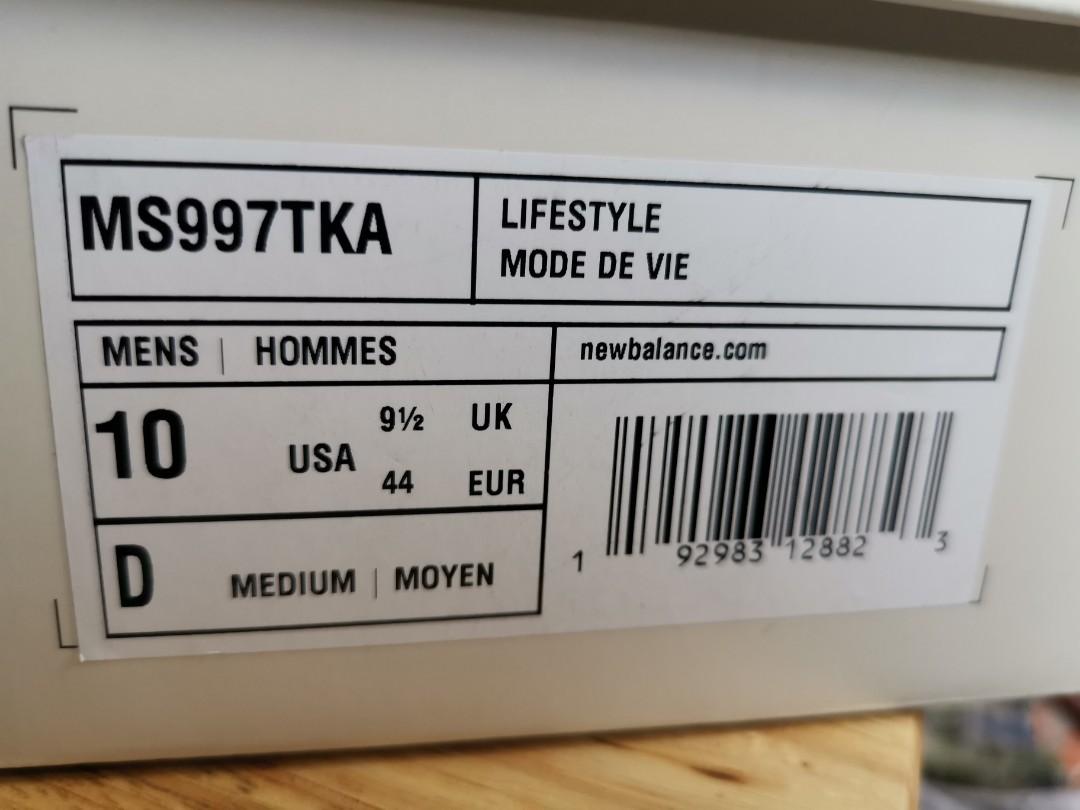 MS997TKA
LIFESTYLE
MODE DE VIE
MENS | HOMMES
newbalance.com
10 USA
9½ UK
44 EUR
D MEDIUM | MOYEN
1 92983 12882 3